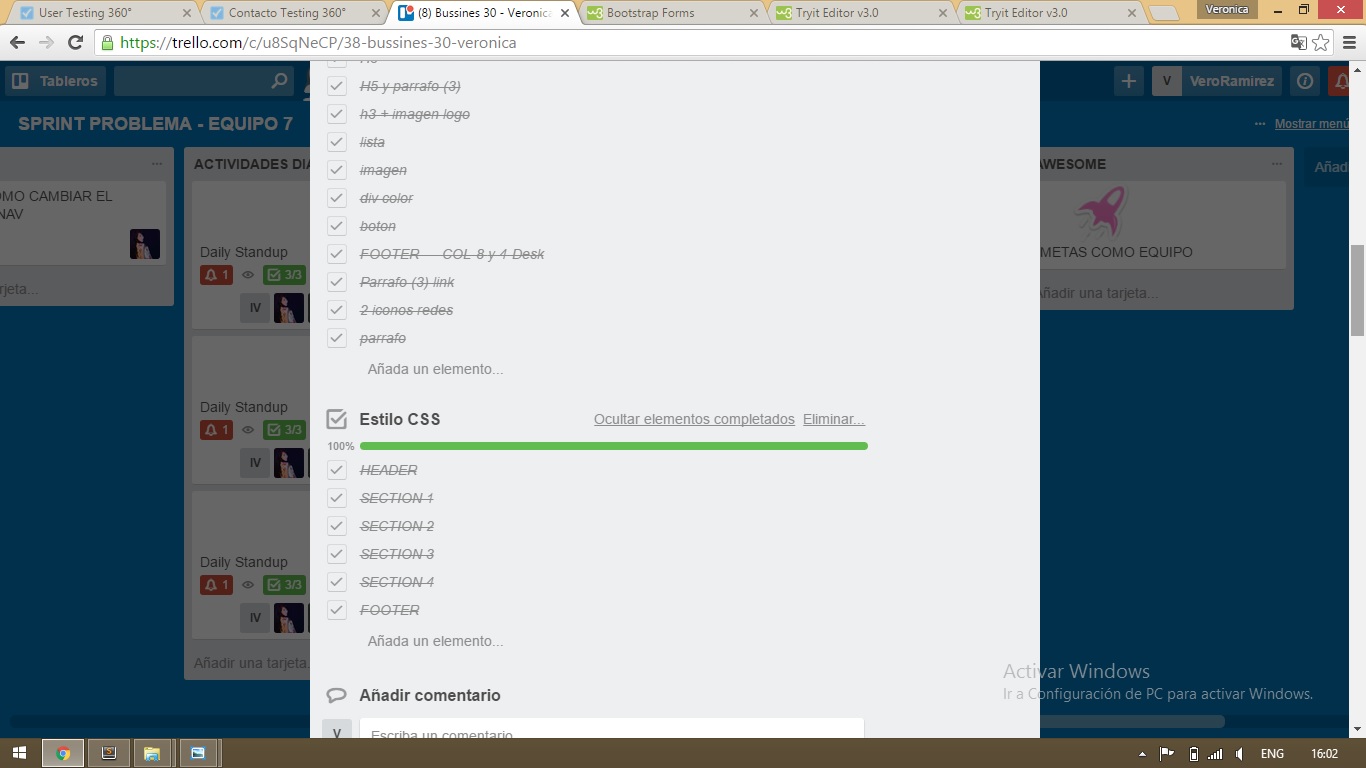 User Testing 360°
Contacto Testing 360°
(8) Bussines 30 - Veronica
Bootstrap Forms
Tryit Editor v3.0
Tryit Editor v3.0
Veronica
https://trello.com/c/u8SqNeCP/38-bussines-30-veronica
Tableros
V VeroRamirez
SPRINT PROBLEMA - EQUIPO 7
Mostrar menú
H5 y parrafo (3)
h3 + imagen logo
lista
imagen
div color
boton
FOOTER COL 8 y 4 Desk
Parrafo (3) link
2 iconos redes
parrafo
Añada un elemento...
Estilo CSS
Ocultar elementos completados Eliminar...
100%
HEADER
SECTION 1
SECTION 2
SECTION 3
SECTION 4
FOOTER
Añada un elemento...
Añadir comentario
V Escriba un comentario
OMO CAMBIAR EL
NAV
rjeta...
ACTIVIDADES DIA
Daily Standup
1 3/3
IV
Daily Standup
1 3/3
IV
Daily Standup
1 3/3
IV
Añadir una tarjeta.
AWESOME
METAS COMO EQUIPO
Añadir una tarjeta...
Añad
Activar Windows
Ir a Configuración de PC para activar Windows.
ENG 16:02